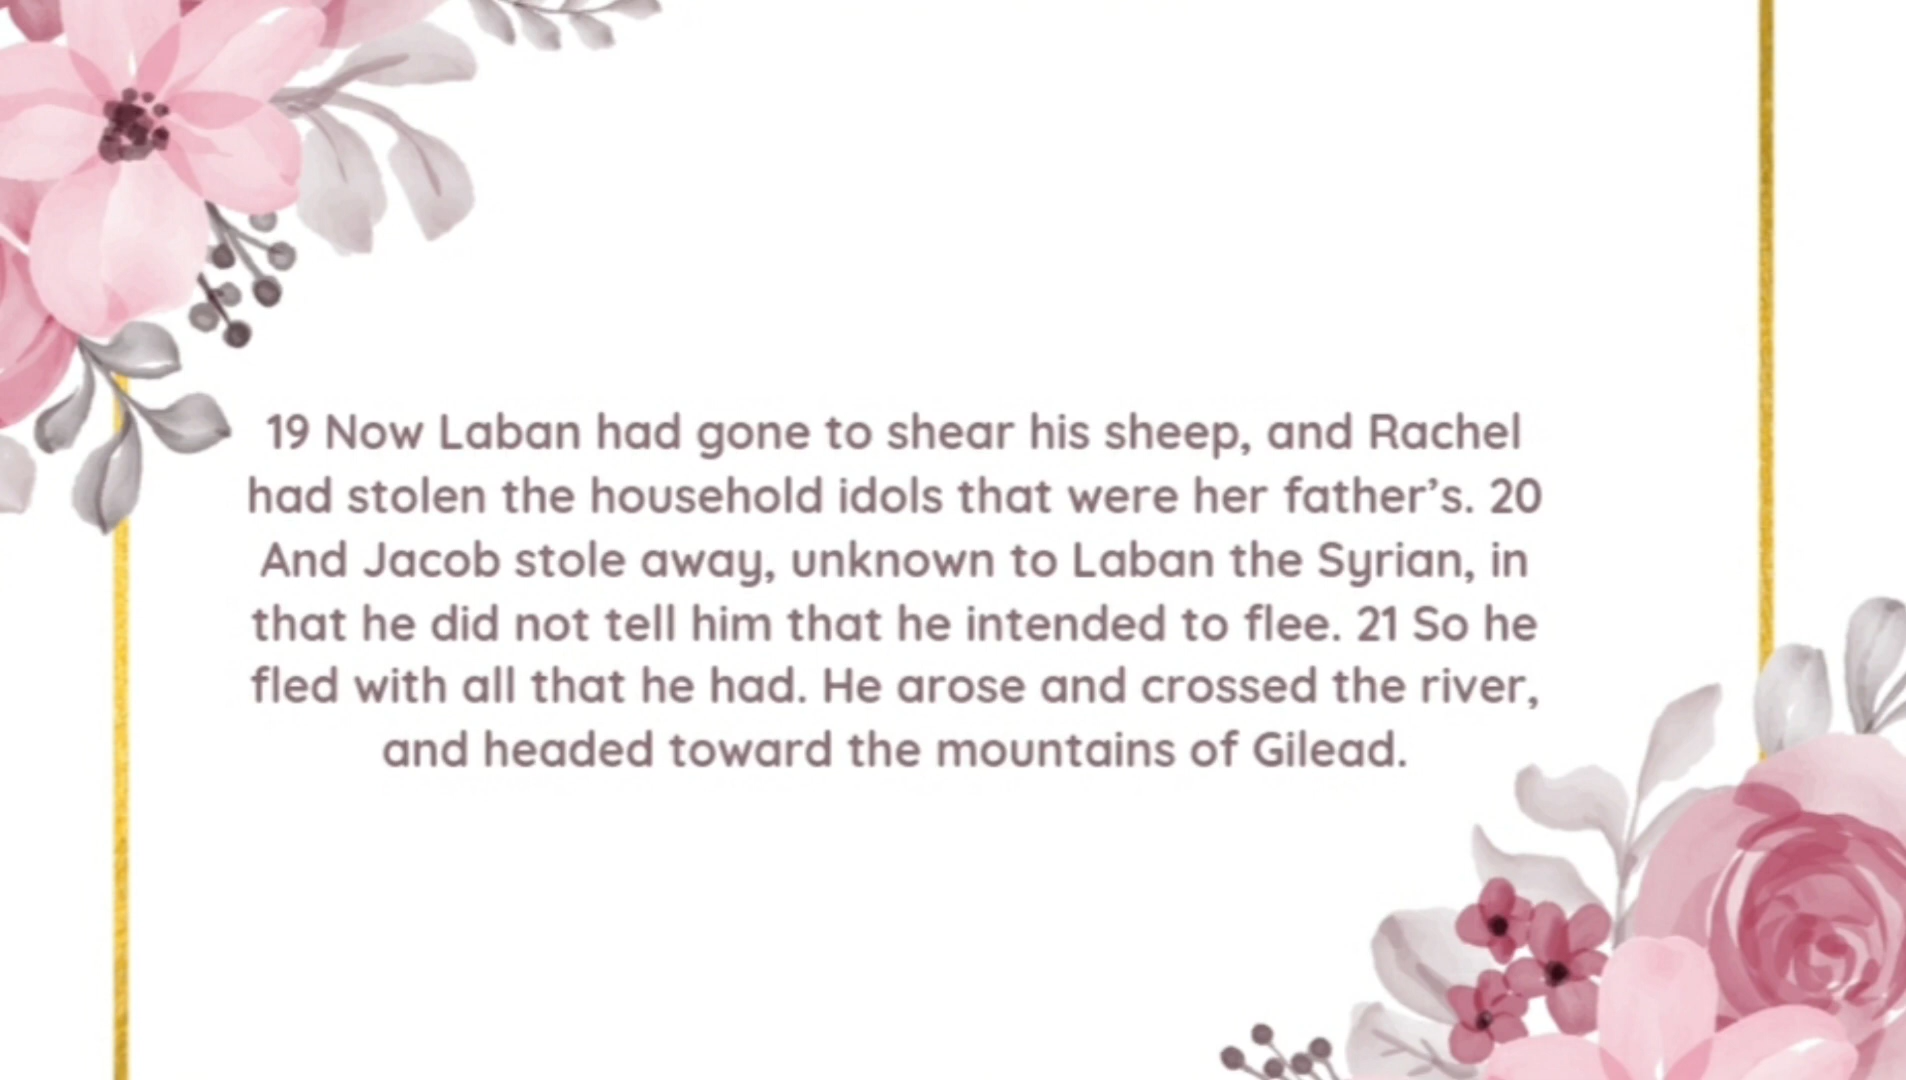 19 Now Laban had gone to shear his sheep, and Rachel
had stolen the household idols that were her father’s. 20
And Jacob stole away, unknown to Laban the Syrian, in
that he did not tell him that he intended to flee. 21 So he
fled with all that he had. He arose and crossed the river,
and headed toward the mountains of Gilead.